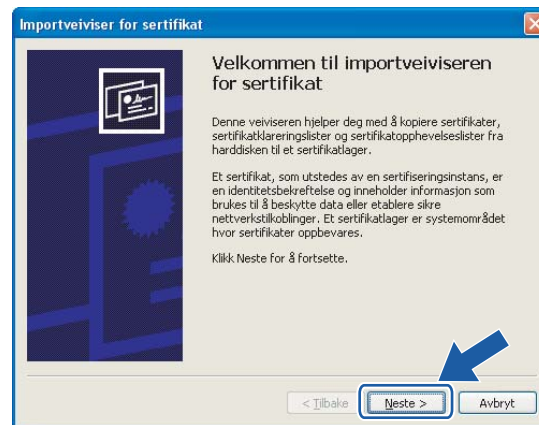 Importveiviser for sertifikat
Velkommen til importveiviseren
for sertifikat
Denne veiviseren hjelper deg med å kopiere sertifikater,
sertifikatklareringslister og sertifikatopphevelseslister fra
harddisken til et sertifikatlager.
Et sertifikat, som utstedes av en sertifiseringsinstans, er
en identitetsbekreftelse og inneholder informasjon som
brukes til å beskytte data eller etablere sikre
nettverkstilkoblinger. Et sertifikatlager er systemområdet
hvor sertifikater oppbevares.
Klikk Neste for å fortsette.
< Tilbake Neste > Avbryt